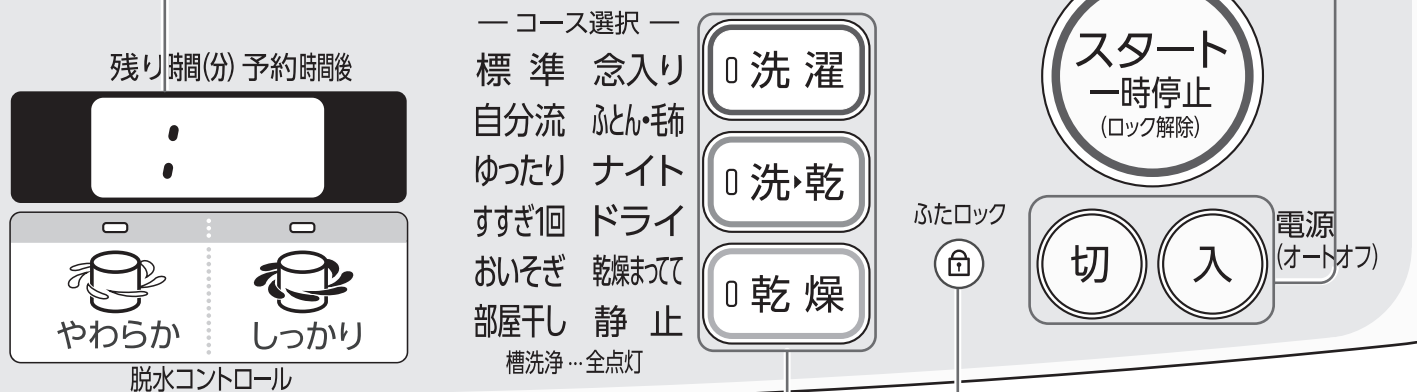 残り時間(分) 予約時間後
やわらか
しっかり
脱水コントロール
― コース選択 ―
標準 念入り
自分流 ふとん・毛布
ゆったり ナイト
すすぎ1回 ドライ
おいそぎ 乾燥まって
部屋干し 静止
槽洗浄…全点灯
洗濯
洗▸乾
乾燥
スタート
一時停止
(ロック解除)
ふたロック
切
入
電源
(オートオフ)